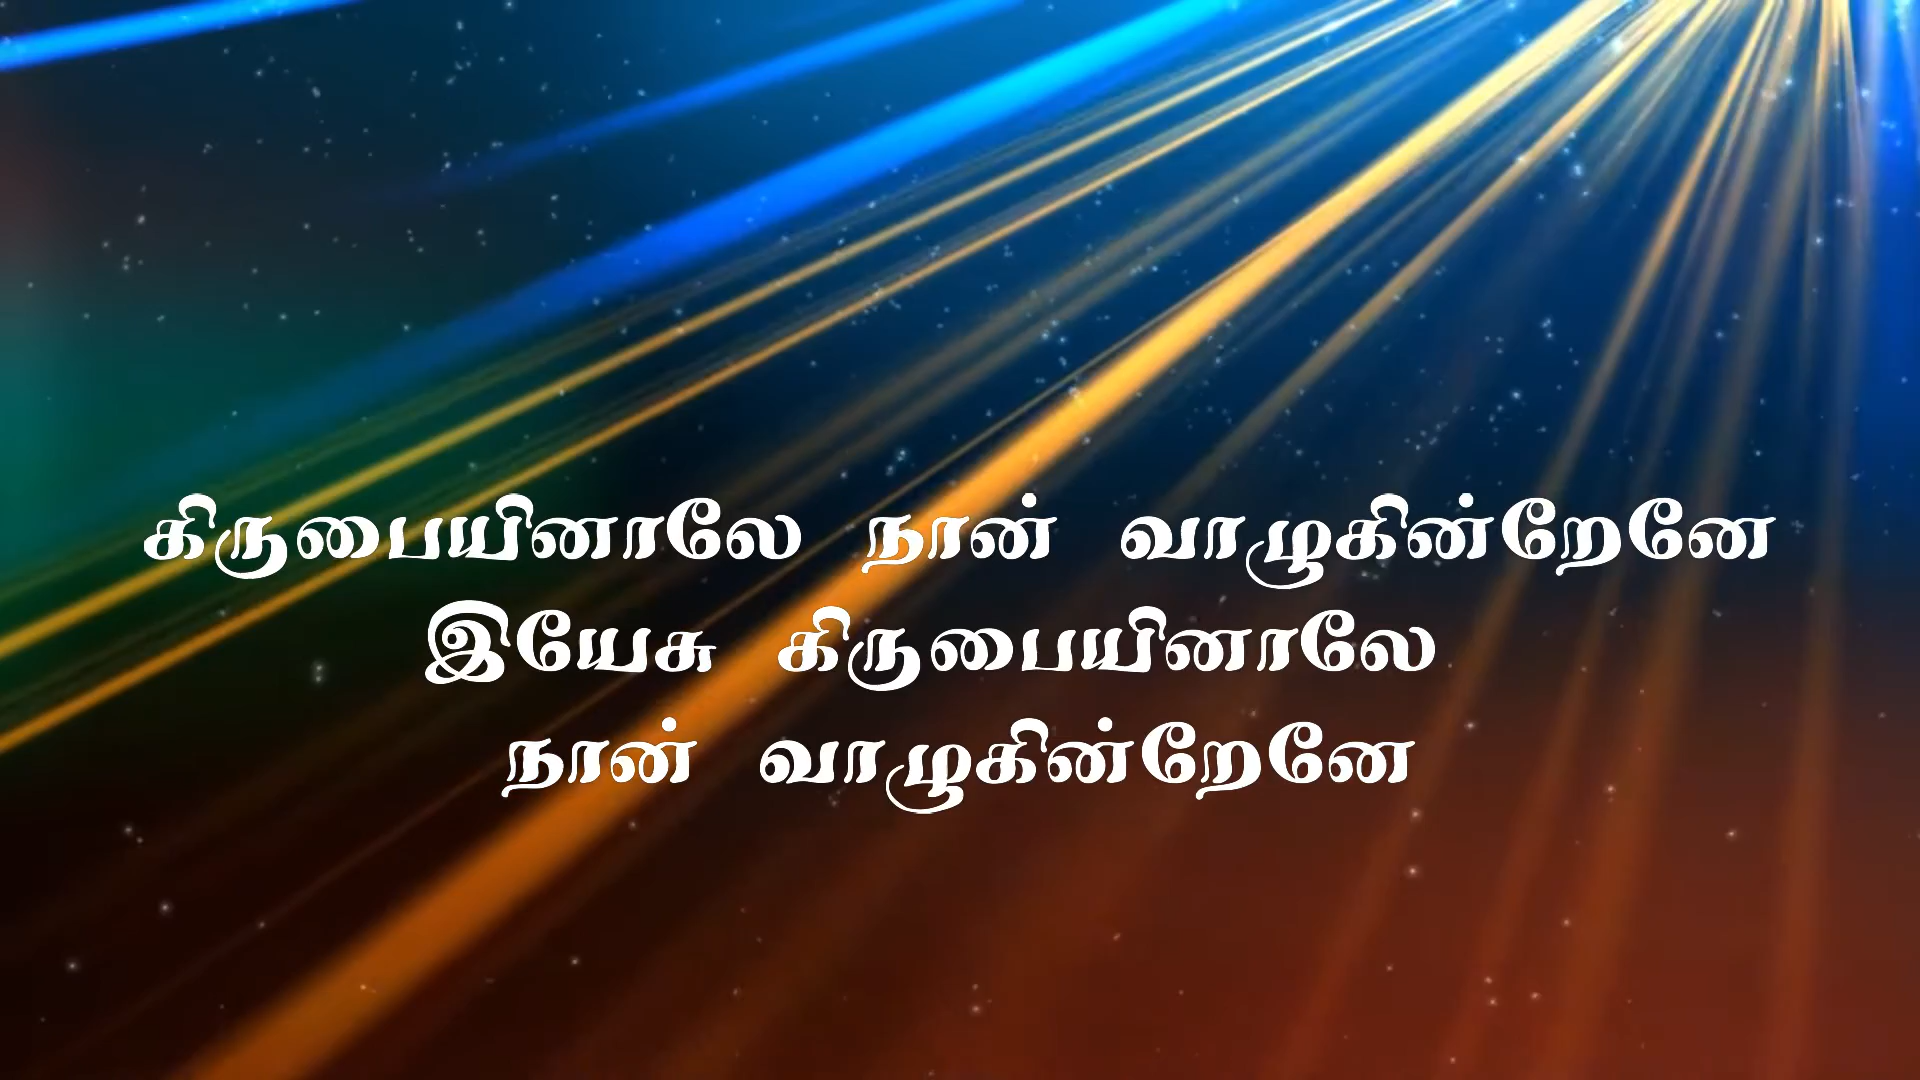 கிருபையினாலே நான் வாழுகின்றேனே
இயேசு கிருபையினாலே
நான் வாழுகின்றேனே